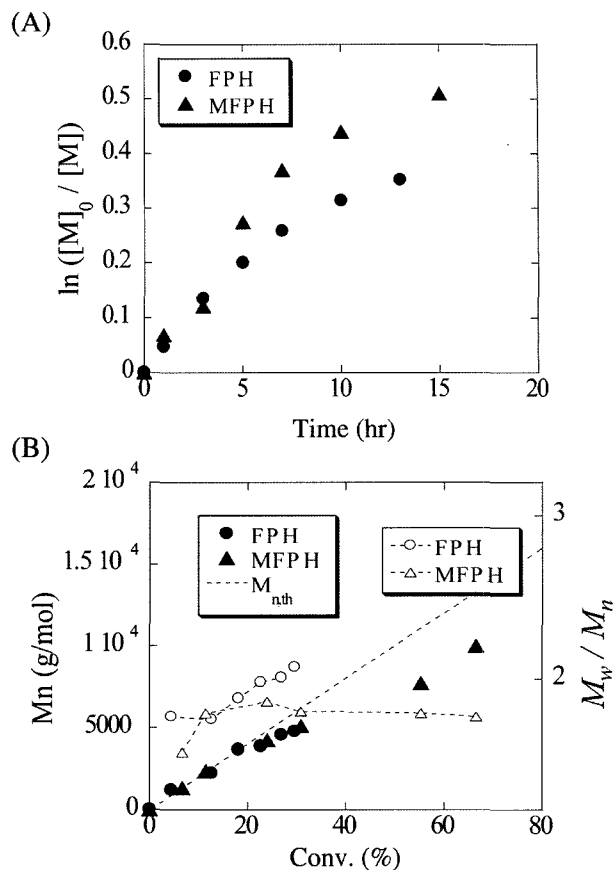 (A)
0.6
0.5
0.4
0.3
0.2
0.1
0
ln ([M]0 / [M])
FPH
MFPH
0 5 10 15 20
Time (hr)
(B)
2 10 4
1.5 10 4
1 10 4
5000
0
Mn (g/mol)
FPH
MFPH
Mn,th
FPH
MFPH
3
2
Mw / Mn
0 20 40 60 80
Conv. (%)